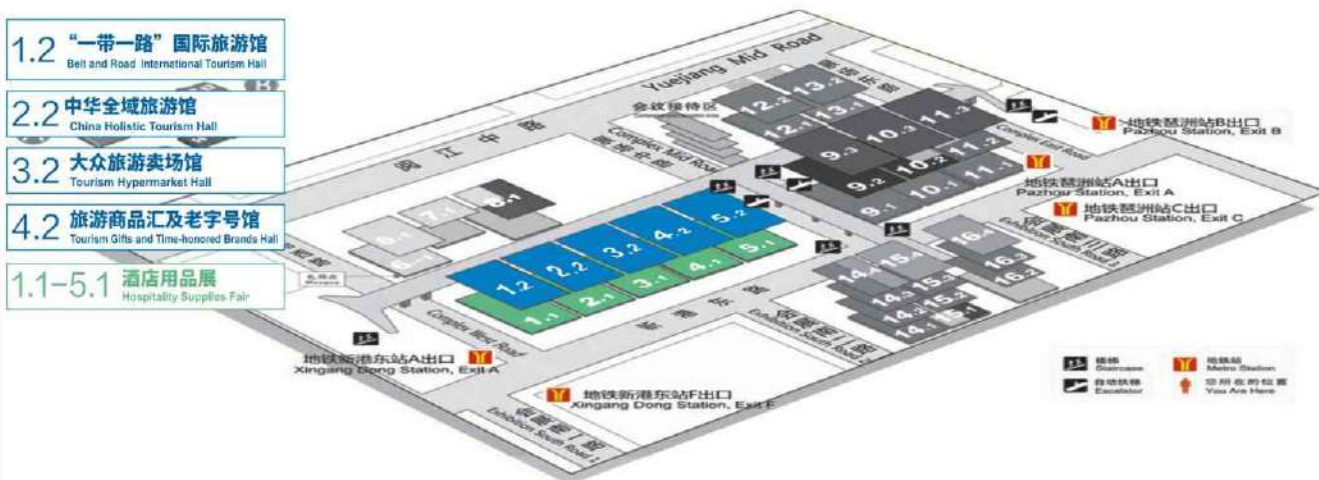 1.2 “一带一路”国际旅游馆
Belt and Road International Tourism Hall
2.2 中华全域旅游馆
China Holistic Tourism Hall
3.2 大众旅游卖场馆
Tourism Hypermarket Hall
4.2 旅游商品汇及老字号馆
Tourism Gifts and Time-honored Brands Hall
1.1-5.1 酒店用品展
Hospitality Supplies Fair
Yuejiang Mid Road
阅江中路
Complex Mid Road
Complex East Road
13.2
12.2
13.1
12.1
11.3
10.3
9.3
11.2
10.2
9.2
11.1
10.1
9.1
8.1
7.1
6.1
5.2
4.2
3.2
2.2
1.2
5.1
4.1
3.1
2.1
1.1
16.4
16.3
16.2
15.4
14.4
15.3
14.3
15.2
14.2
15.1
14.1
地铁琶洲站B出口
Pazhou Station, Exit B
地铁琶洲站A出口
Pazhou Station, Exit A
地铁琶洲站C出口
Pazhou Station, Exit C
Exhibition South Road 3
Exhibition South Road 2
Complex West Road
地铁新港东站A出口
Xingang Dong Station, Exit A
地铁新港东站F出口
Xingang Dong Station, Exit F
楼梯
Staircase
地铁站
Metro Station
自动扶梯
Escalator
您所在的位置
You Are Here